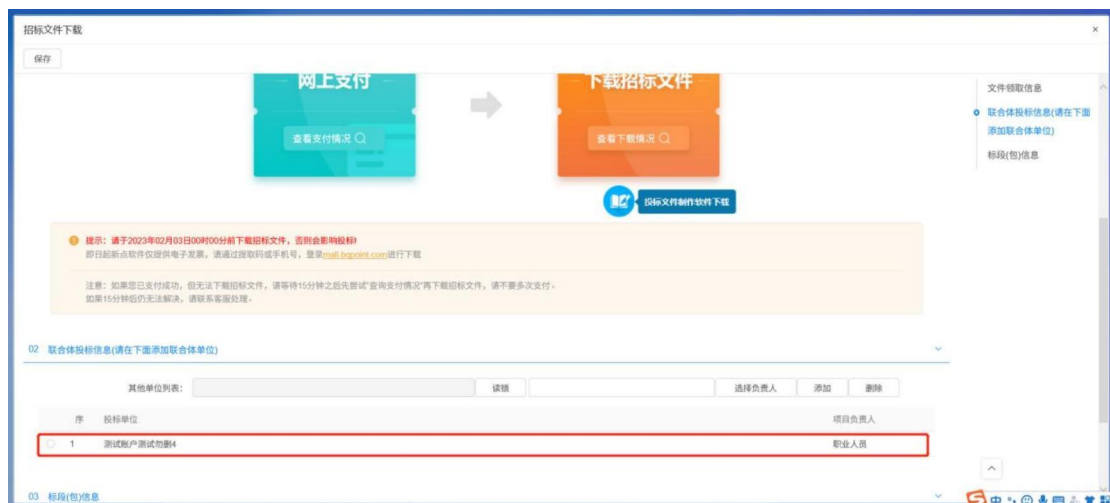 招标文件下载
×
保存
网上支付
下载招标文件
查看支付情况
查看下载情况
投标文件制作软件下载
文件领取信息
联合体投标信息(请在下面
添加联合体单位)
标段(包)信息
提示：请于2023年02月03日00时00分前下载招标文件，否则会影响投标!
即日起新点软件仅提供电子发票，请通过提取码或手机号，登录mall.bqpoint.com进行下载
注意：如果您已支付成功，但无法下载招标文件，请等待15分钟之后先尝试"查询支付情况"再下载招标文件，请不要多次支付。
如果15分钟后仍无法解决，请联系客服处理。
02 联合体投标信息(请在下面添加联合体单位)
其他单位列表： 读锁 选择负责人 添加 删除
序 投标单位 项目负责人
1 测试账户测试勿删4 职业人员
03 标段(包)信息
中